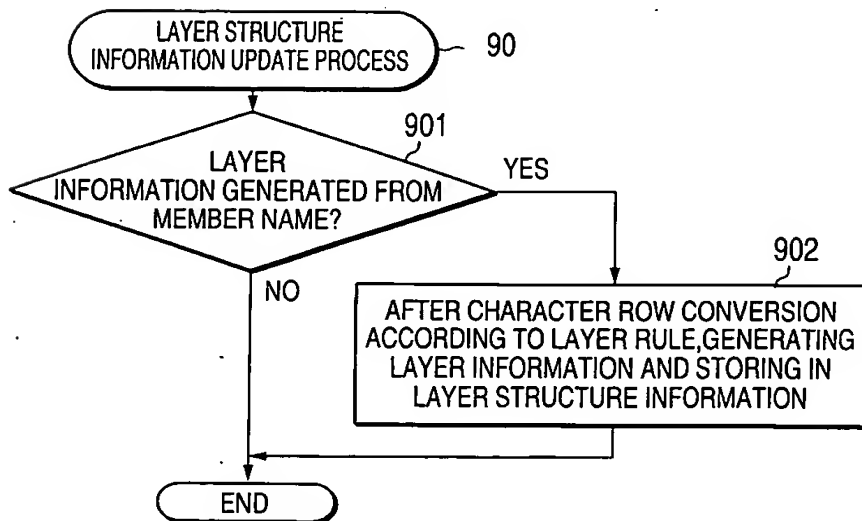 LAYER STRUCTURE
INFORMATION UPDATE PROCESS
90
901
LAYER
INFORMATION GENERATED FROM
MEMBER NAME?
YES
NO
902
AFTER CHARACTER ROW CONVERSION
ACCORDING TO LAYER RULE,GENERATING
LAYER INFORMATION AND STORING IN
LAYER STRUCTURE INFORMATION
END